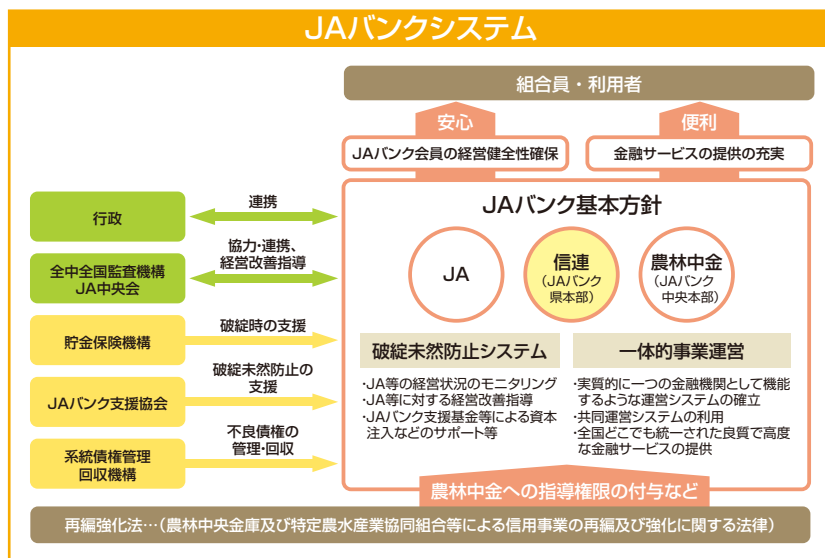 JAバンクシステム
組合員・利用者
安心
便利
JAバンク会員の経営健全性確保
金融サービスの提供の充実
JAバンク基本方針
JA
信連
(JAバンク
県本部)
農林中金
(JAバンク
中央本部)
行政
連携
全中全国監査機構
JA中央会
協力・連携、
経営改善指導
貯金保険機構
破綻時の支援
JAバンク支援協会
破綻未然防止の
支援
系統債権管理
回収機構
不良債権の
管理・回収
破綻未然防止システム
・JA等の経営状況のモニタリング
・JA等に対する経営改善指導
・JAバンク支援基金等による資本
注入などのサポート等
一体的事業運営
・実質的に一つの金融機関として機能
するような運営システムの確立
・共同運営システムの利用
・全国どこでも統一された良質で高度
な金融サービスの提供
農林中金への指導権限の付与など
再編強化法…(農林中央金庫及び特定農水産業協同組合等による信用事業の再編及び強化に関する法律)